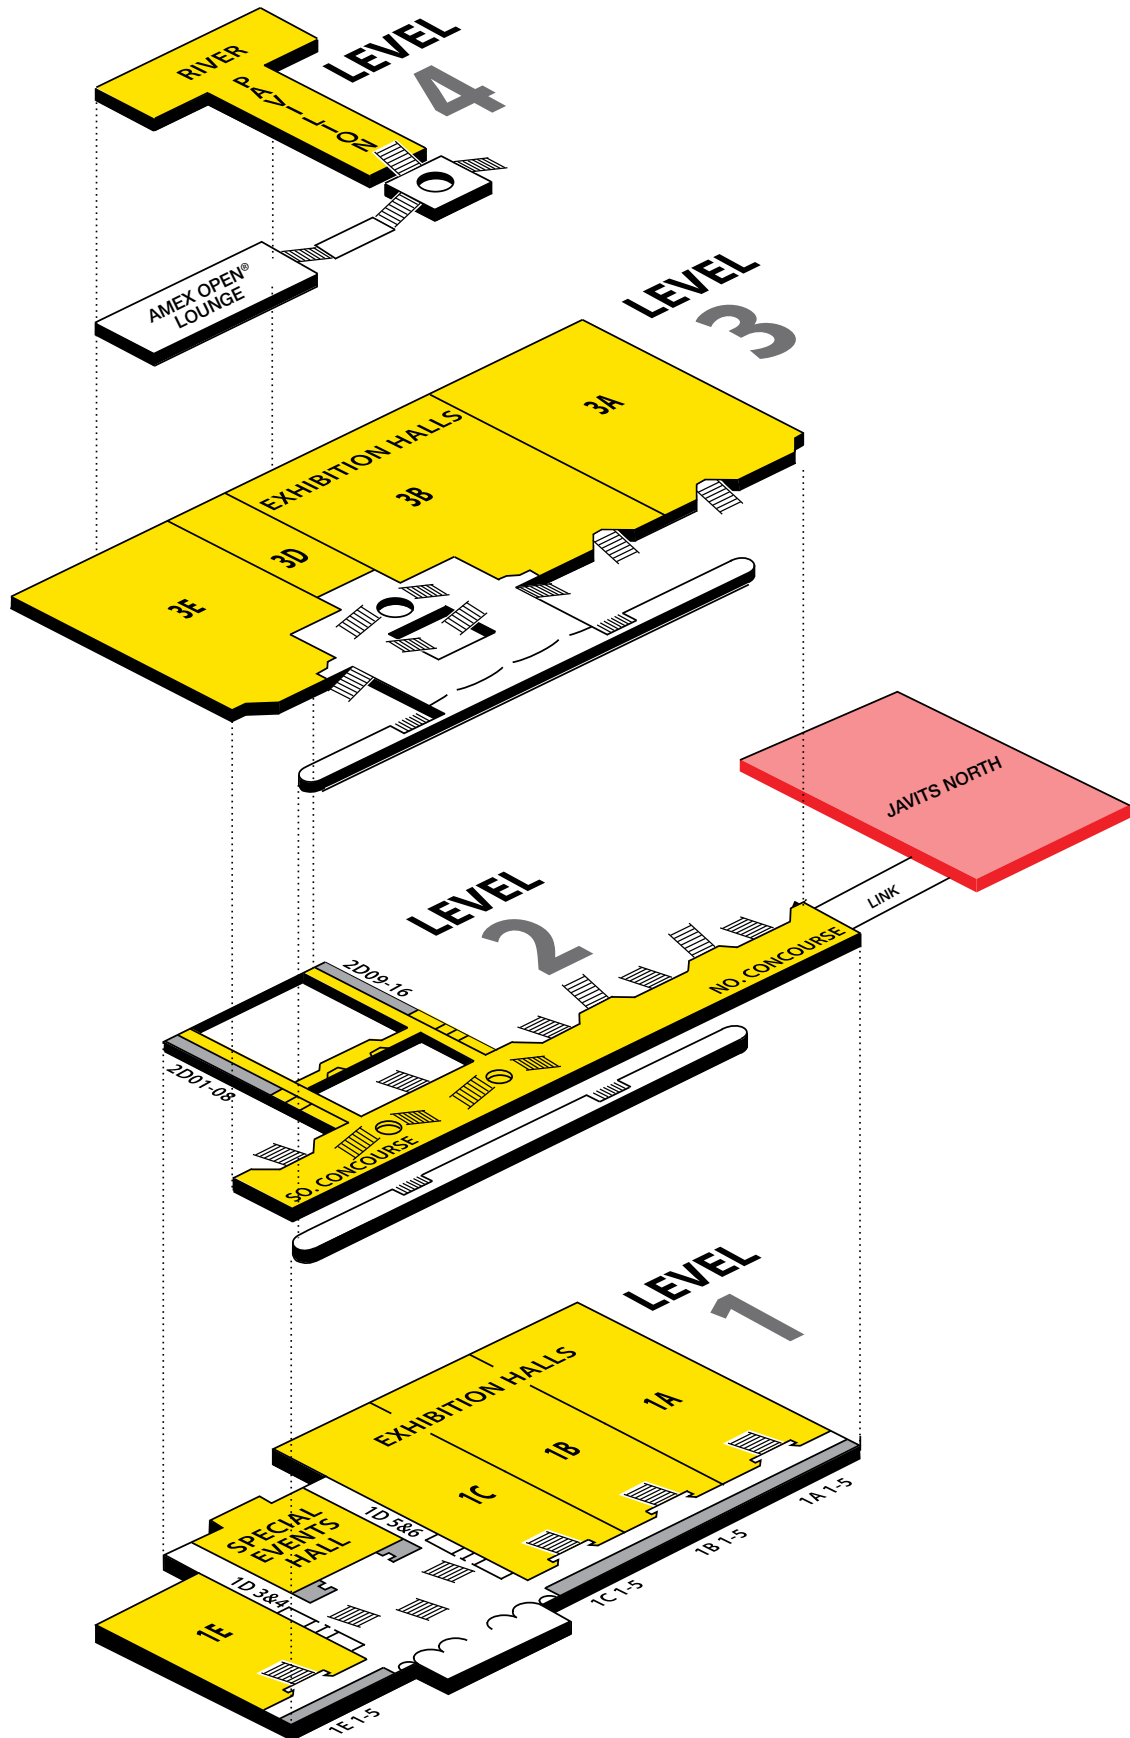 LEVEL
4
RIVER
PAVILION
AMEX OPEN®
LOUNGE
LEVEL
3
EXHIBITION HALLS
3A
3B
3D
3E
JAVITS NORTH
LINK
LEVEL
2
2D09-16
NO. CONCOURSE
2D01-08
SO. CONCOURSE
LEVEL
1
EXHIBITION HALLS
1A
1B
1C
1A 1-5
1B 1-5
1C 1-5
1D 5&6
SPECIAL
EVENTS
HALL
1D 3&4
1E
1E 1-5